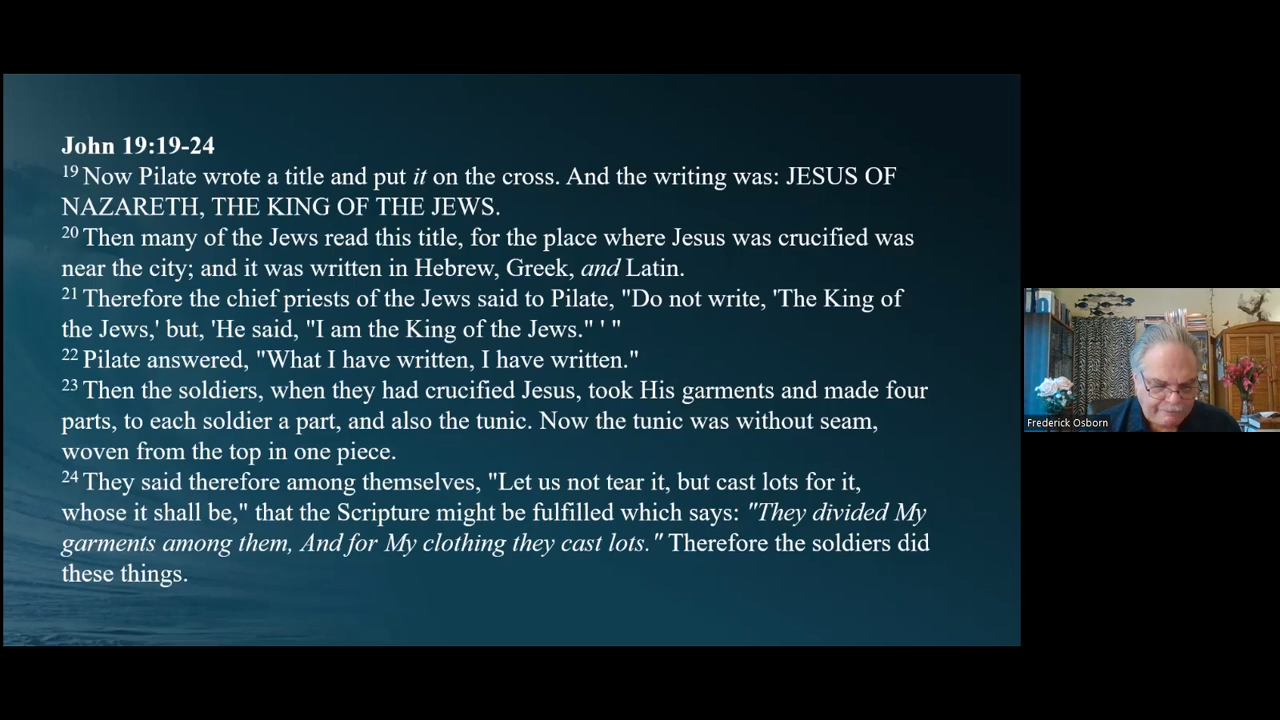 John 19:19-24
19 Now Pilate wrote a title and put it on the cross. And the writing was: JESUS OF
NAZARETH, THE KING OF THE JEWS.
20 Then many of the Jews read this title, for the place where Jesus was crucified was
near the city; and it was written in Hebrew, Greek, and Latin.
21 Therefore the chief priests of the Jews said to Pilate, "Do not write, 'The King of
the Jews,' but, 'He said, "I am the King of the Jews." ' "
22 Pilate answered, "What I have written, I have written."
23 Then the soldiers, when they had crucified Jesus, took His garments and made four
parts, to each soldier a part, and also the tunic. Now the tunic was without seam,
woven from the top in one piece.
24 They said therefore among themselves, "Let us not tear it, but cast lots for it,
whose it shall be," that the Scripture might be fulfilled which says: "They divided My
garments among them, And for My clothing they cast lots." Therefore the soldiers did
these things.
Frederick Osborn